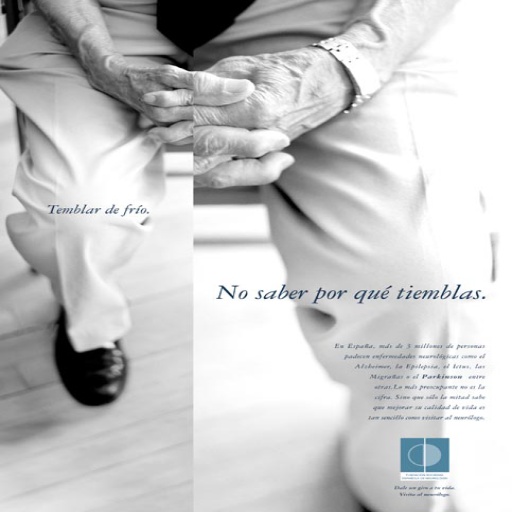 Temblar de frío.
No saber por qué tiemblas.
En España, más de 3 millones de personas
padecen enfermedades neurológicas como el
Alzheimer, la Epilepsia, el Ictus, las
Migrañas o el Parkinson entre
otras. Lo más preocupante no es la
cifra. Sino que sólo la mitad sabe
que mejorar su calidad de vida es
tan sencillo como visitar al neurólogo.
Dale un giro a tu vida.
Visita al neurólogo.